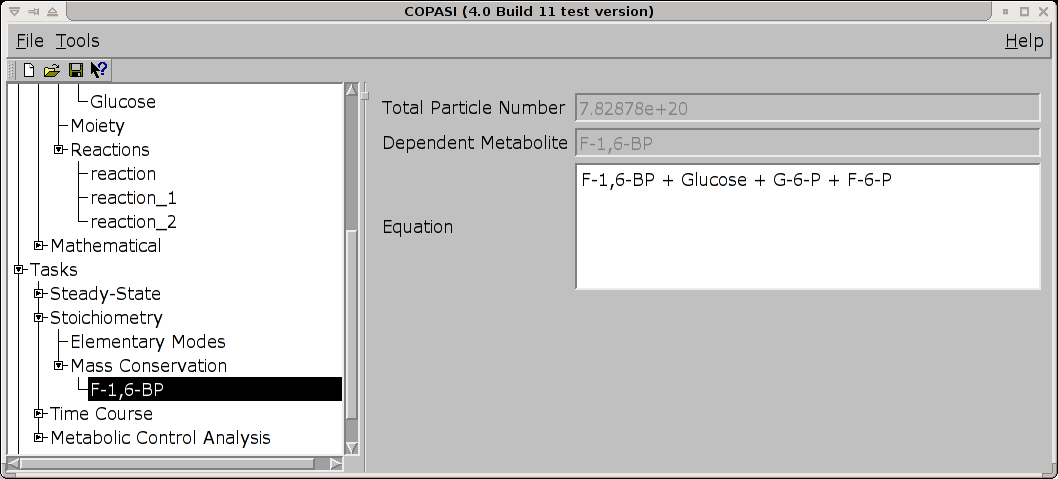 COPASI (4.0 Build 11 test version)
File Tools Help
Glucose
Moiety
Reactions
reaction
reaction_1
reaction_2
Mathematical
Tasks
Steady-State
Stoichiometry
Elementary Modes
Mass Conservation
F-1,6-BP
Time Course
Metabolic Control Analysis
Total Particle Number 7.82878e+20
Dependent Metabolite F-1,6-BP
Equation
F-1,6-BP + Glucose + G-6-P + F-6-P